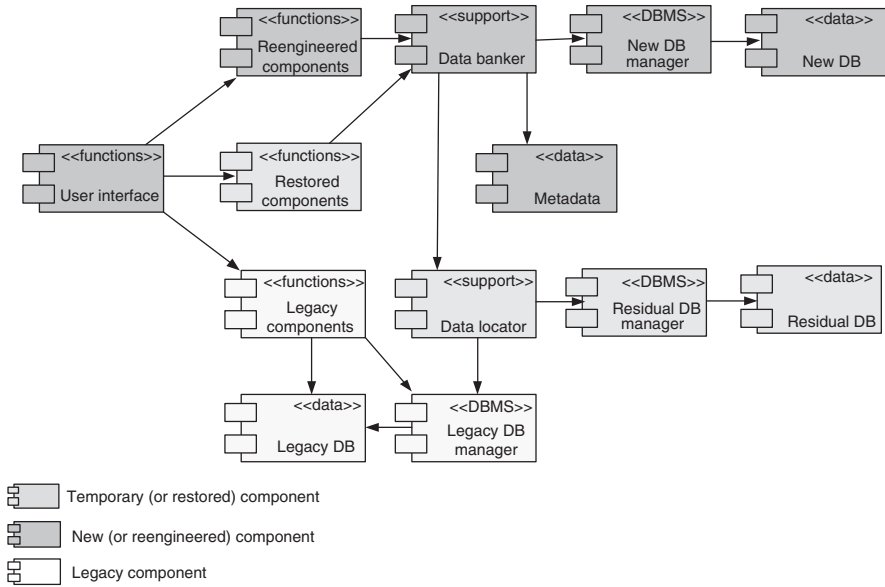 <<functions>>
Reengineered
components
<<support>>
Data banker
<<DBMS>>
New DB
manager
<<data>>
New DB
<<functions>>
User interface
<<functions>>
Restored
components
<<data>>
Metadata
<<functions>>
Legacy
components
<<support>>
Data locator
<<DBMS>>
Residual DB
manager
<<data>>
Residual DB
<<data>>
Legacy DB
<<DBMS>>
Legacy DB
manager
Temporary (or restored) component
New (or reengineered) component
Legacy component